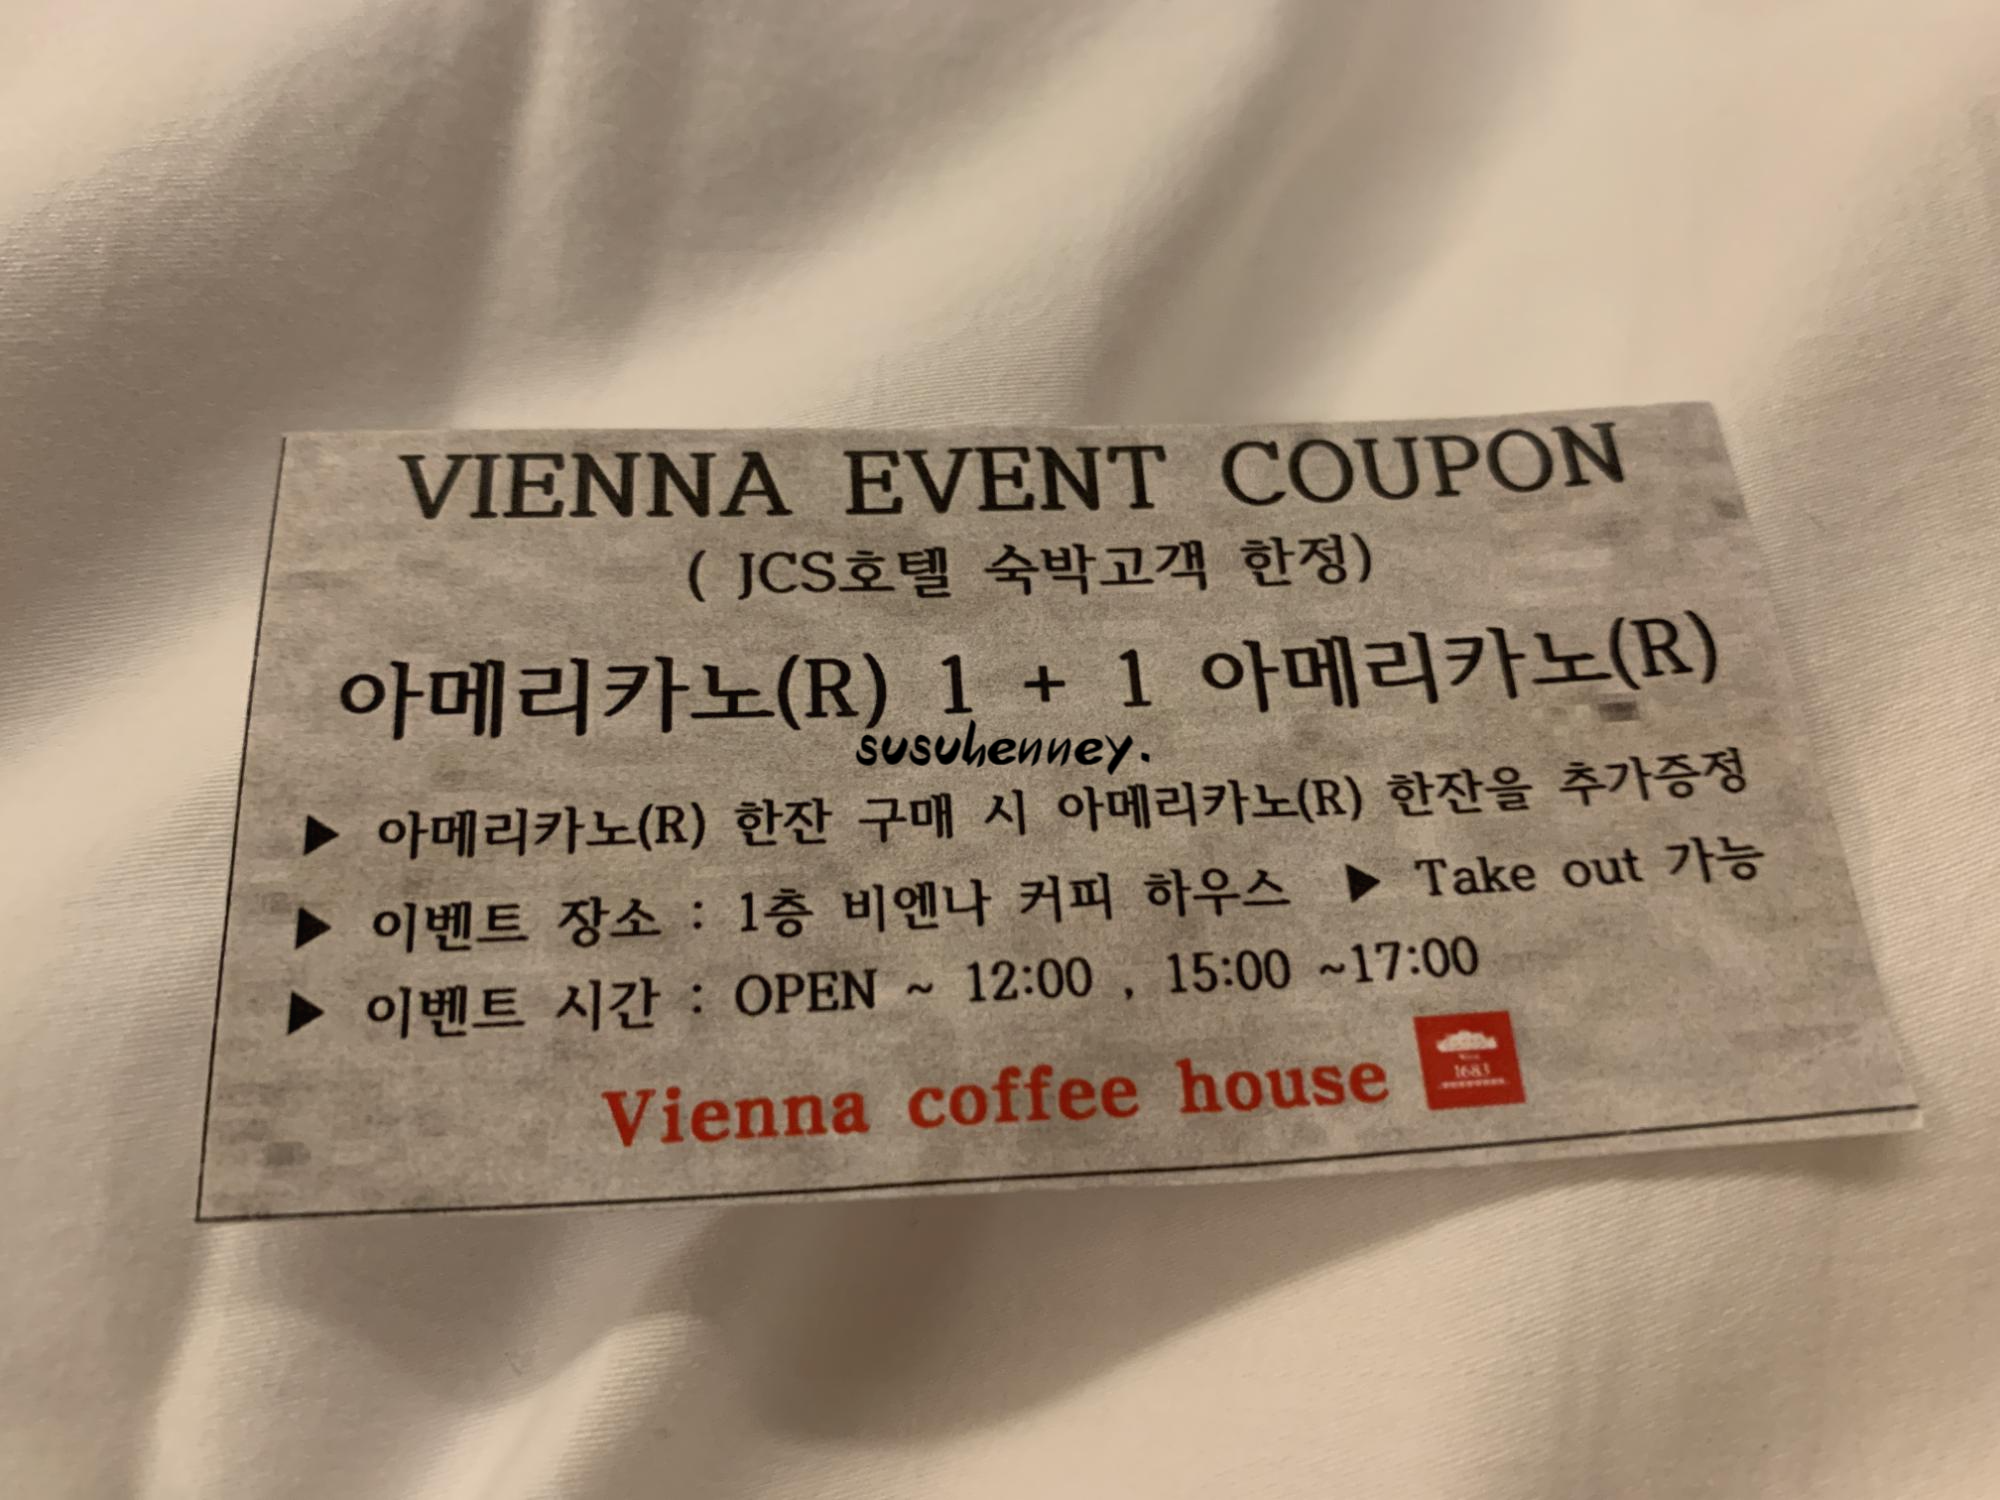 VIENNA EVENT COUPON
( JCS호텔 숙박고객 한정)
아메리카노(R) 1 + 1 아메리카노(R)
susuhenney.
▶ 아메리카노(R) 한잔 구매 시 아메리카노(R) 한잔을 추가증정
▶ 이벤트 장소 : 1층 비엔나 커피 하우스 ▶ Take out 가능
▶ 이벤트 시간 : OPEN ~ 12:00 , 15:00 ~17:00
Vienna coffee house
1683